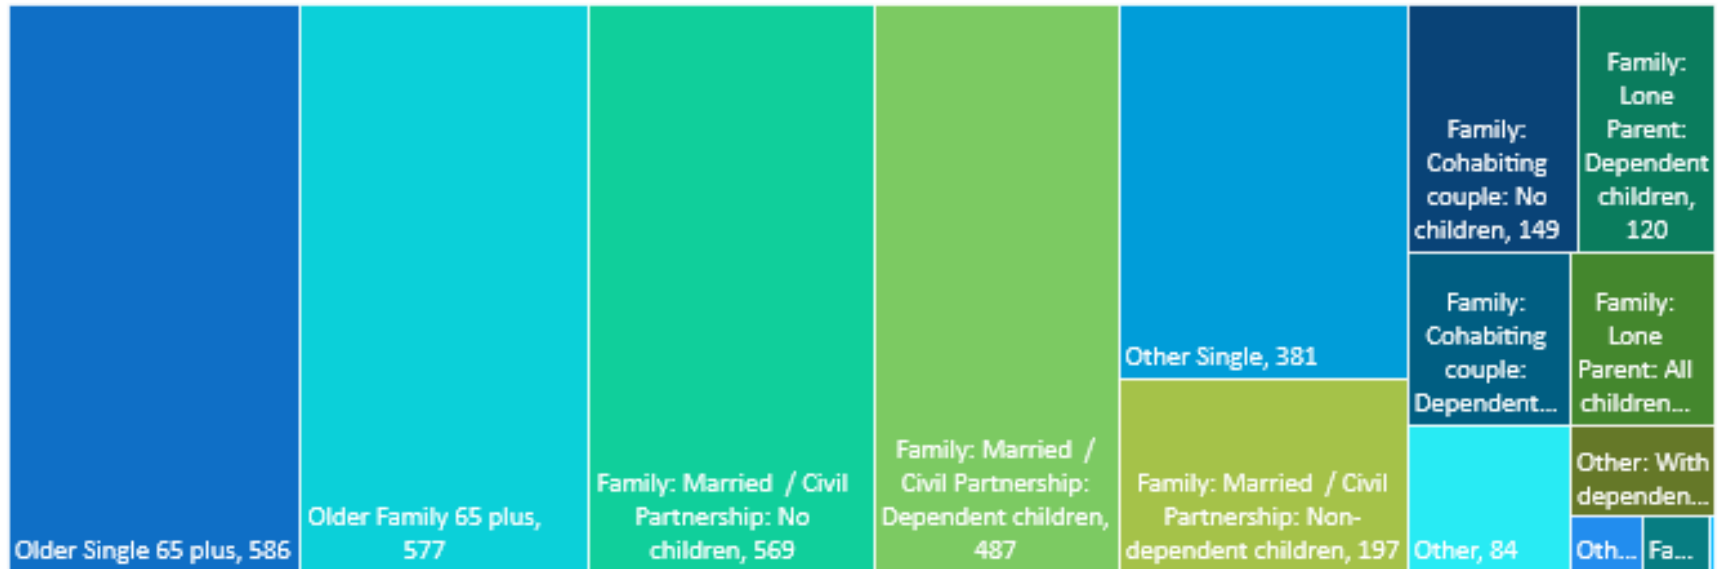 Older Single 65 plus, 586
Older Family 65 plus,
577
Family: Married / Civil
Partnership: No
children, 569
Family: Married /
Civil Partnership:
Dependent children,
487
Other Single, 381
Family: Married / Civil
Partnership: Non-
dependent children, 197
Family:
Cohabiting
couple: No
children, 149
Family:
Lone
Parent:
Dependent
children,
120
Family:
Cohabiting
couple:
Dependent...
Family:
Lone
Parent: All
children...
Other, 84
Other: With
dependen...
Oth...
Fa...